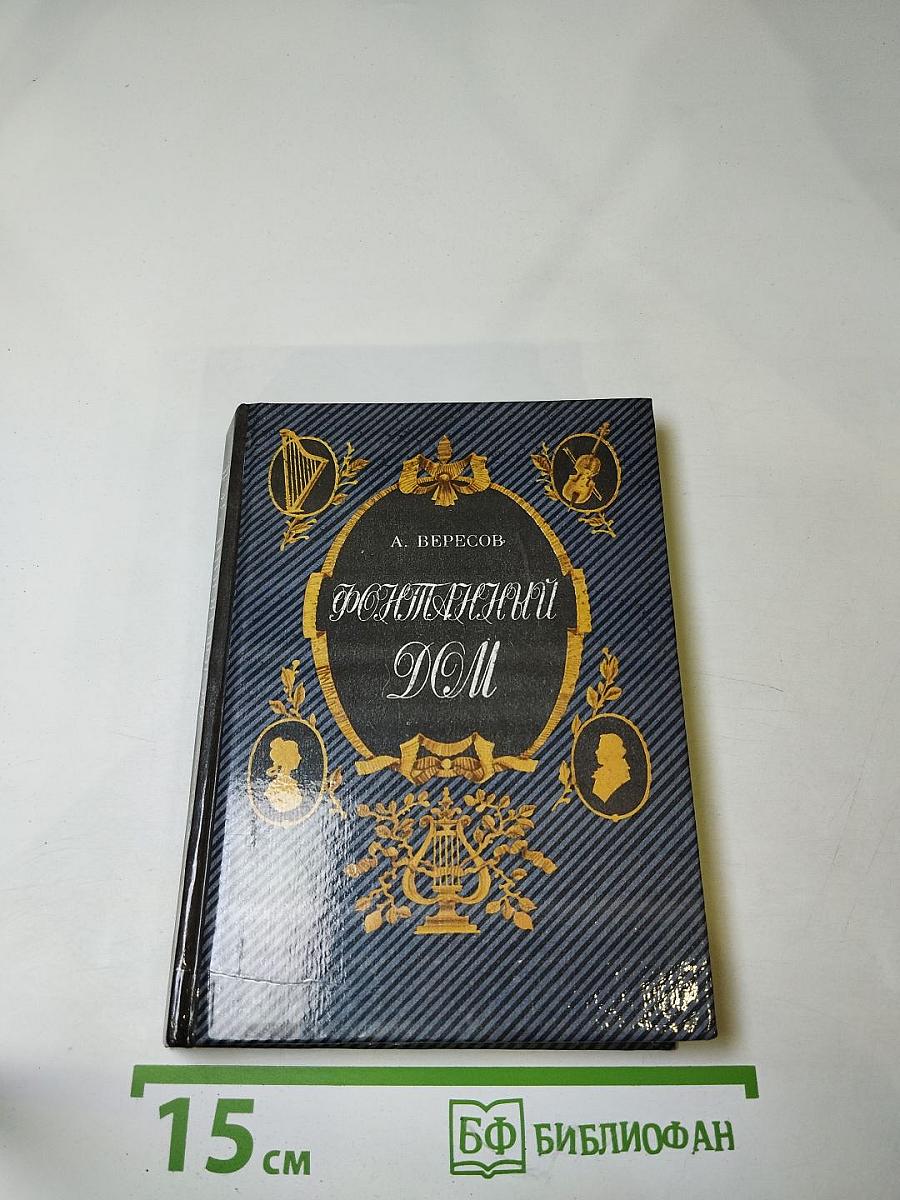 А. ВЕРЕСОВ
ФОНТАННЫЙ
ДОМ
15 см
БФ БИБЛИОФАН